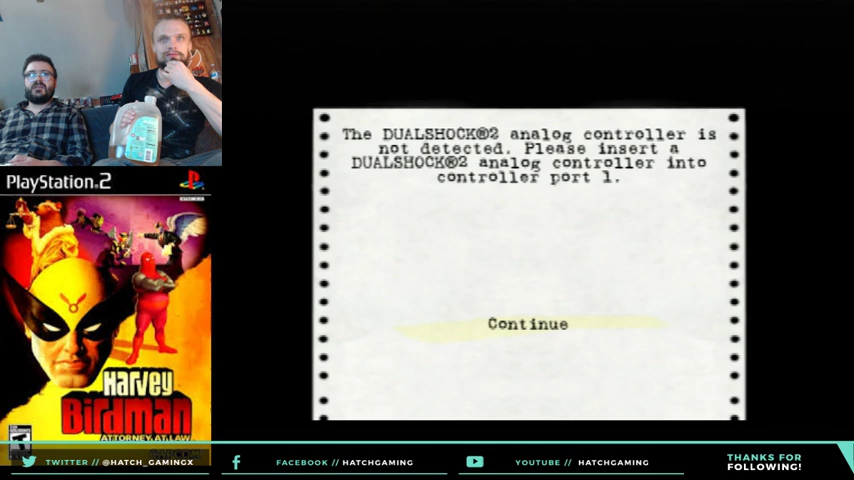 The DUALSHOCK®2 analog controller is
not detected. Please insert a
DUALSHOCK®2 analog controller into
controller port 1.
Continue
PlayStation®2
HARVEY
BIRDMAN
ATTORNEY AT LAW
CAPCOM
TWITTER // @HATCH_GAMINGX
FACEBOOK // HATCHGAMING
YOUTUBE // HATCHGAMING
THANKS FOR
FOLLOWING!